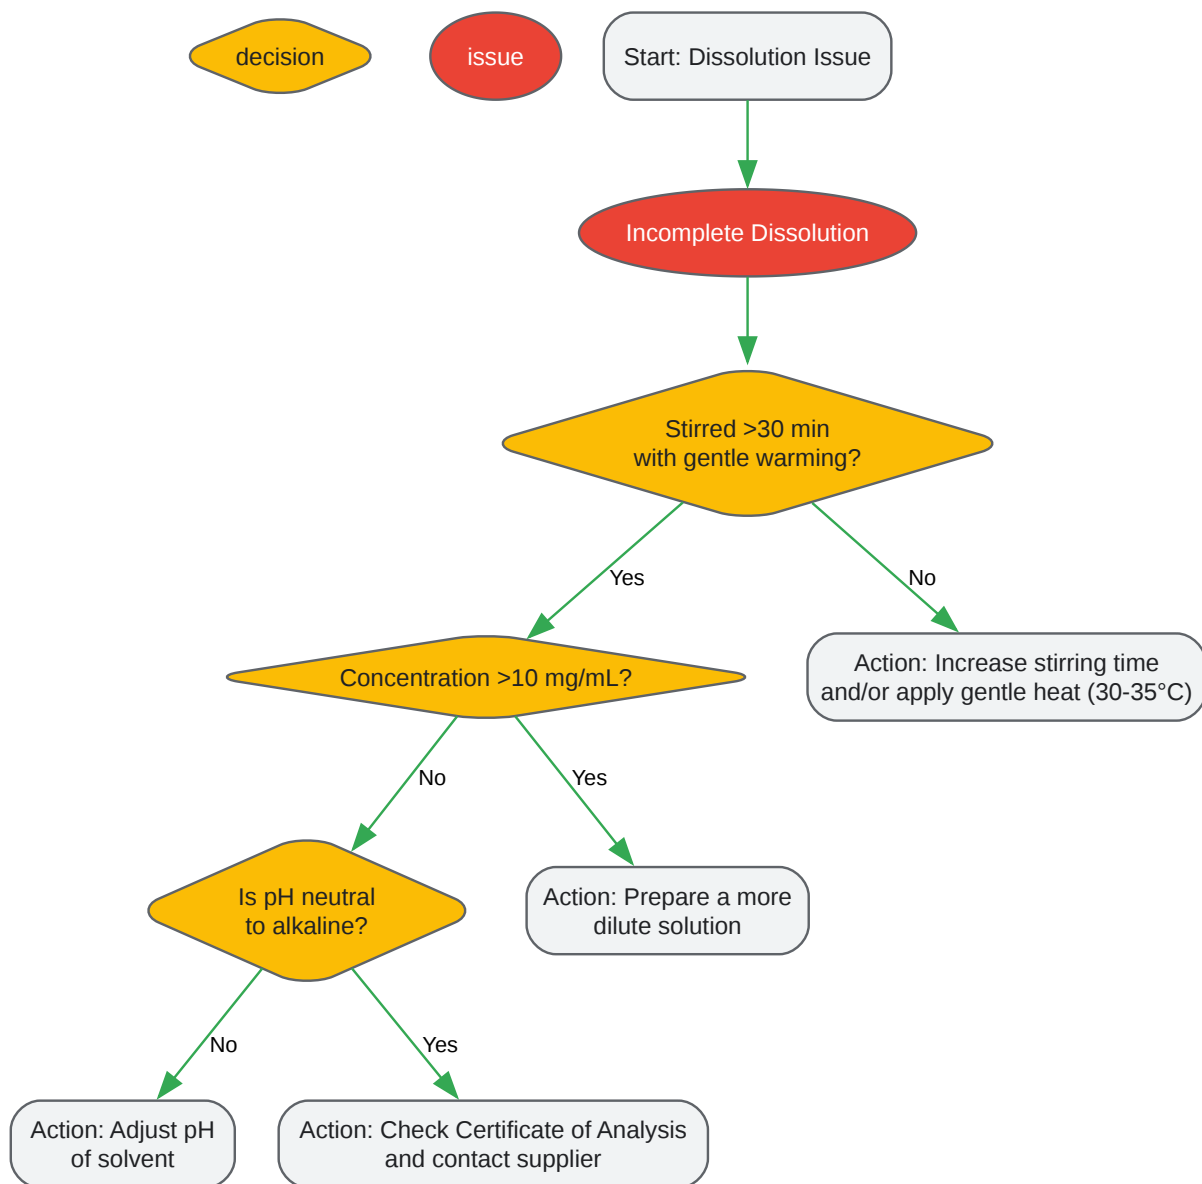 decision
issue
Start: Dissolution Issue
Incomplete Dissolution
Stirred >30 min
with gentle warming?
Yes
No
Concentration >10 mg/mL?
Action: Increase stirring time
and/or apply gentle heat (30-35°C)
No
Yes
Is pH neutral
to alkaline?
Action: Prepare a more
dilute solution
No
Yes
Action: Adjust pH
of solvent
Action: Check Certificate of Analysis
and contact supplier